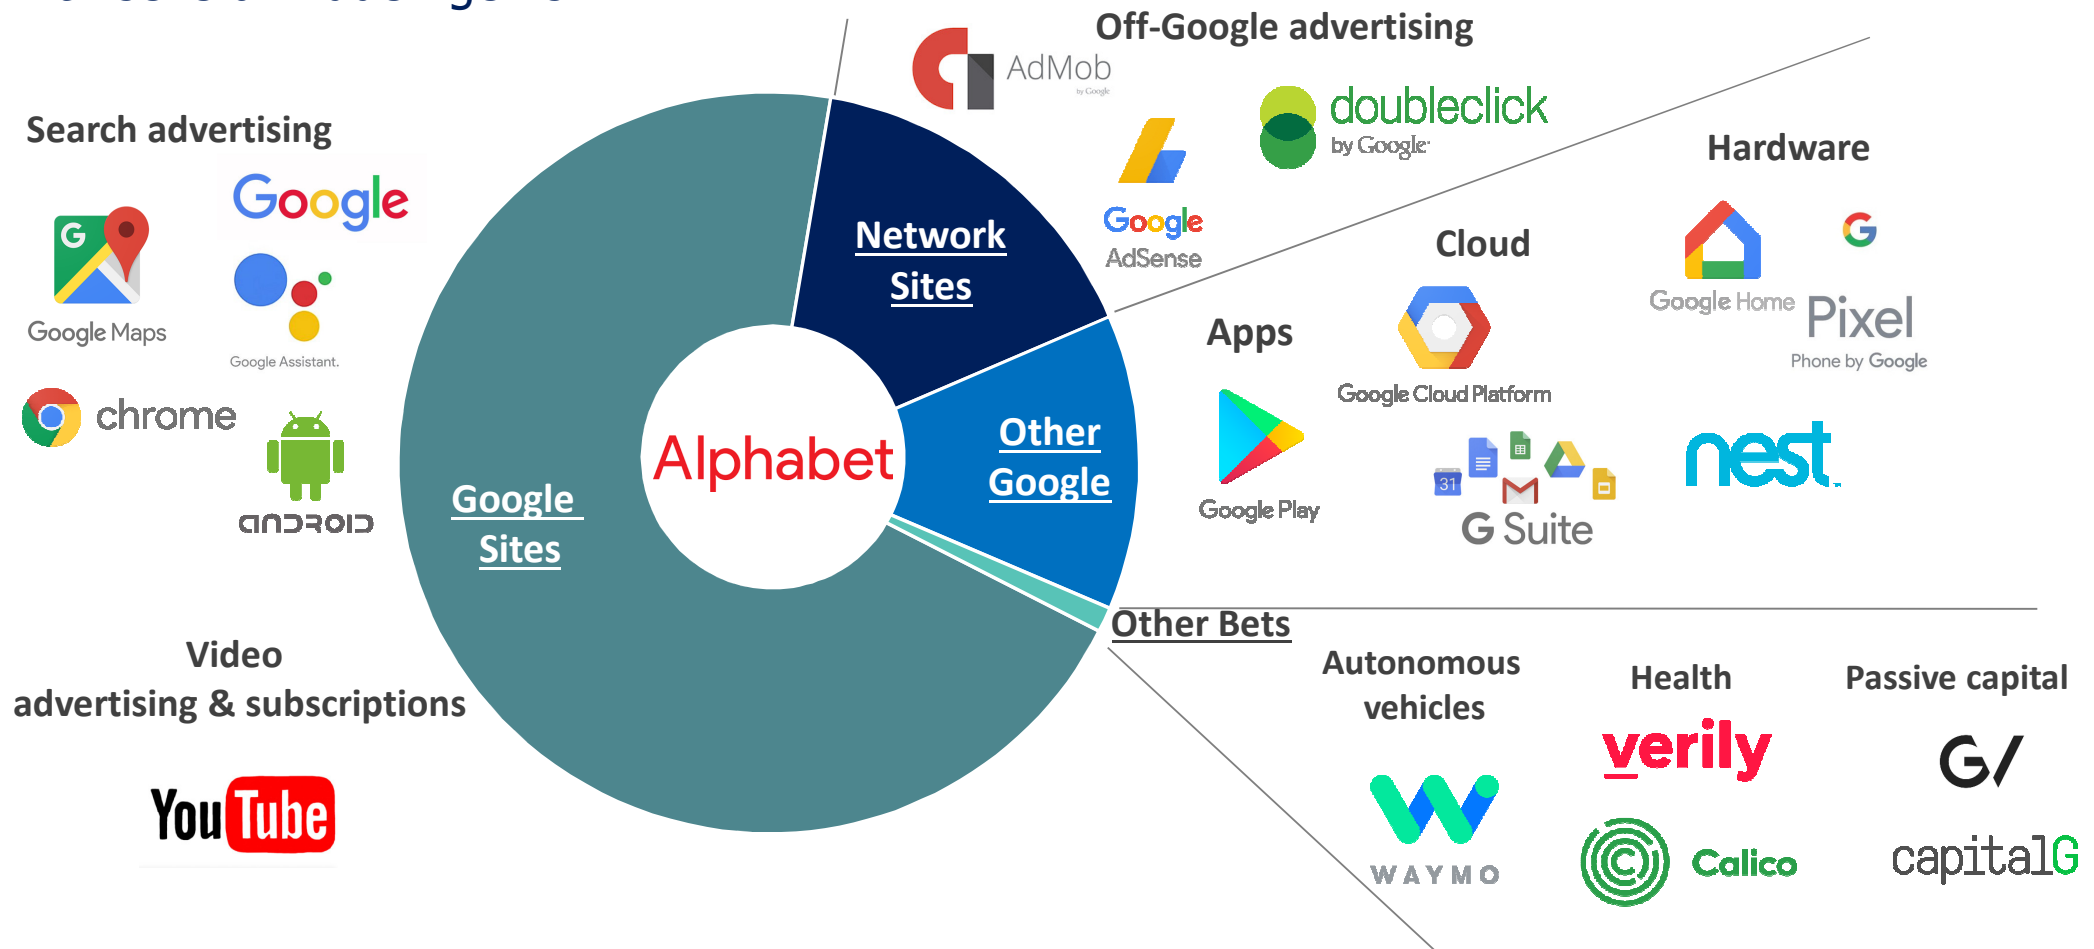 Off-Google advertising
AdMob
by Google
doubleclick
by Google
Google
AdSense
Search advertising
Google
G
Google Maps
Google Assistant.
chrome
ANDROID
Video
advertising & subscriptions
YouTube
Network
Sites
Other
Google
Google
Sites
Alphabet
Hardware
Google Home
G
Pixel
Phone by Google
nest
Cloud
Google Cloud Platform
31
G Suite
Apps
Google Play
Other Bets
Autonomous
vehicles
WAYMO
Health
verily
Calico
Passive capital
G/
capitalG